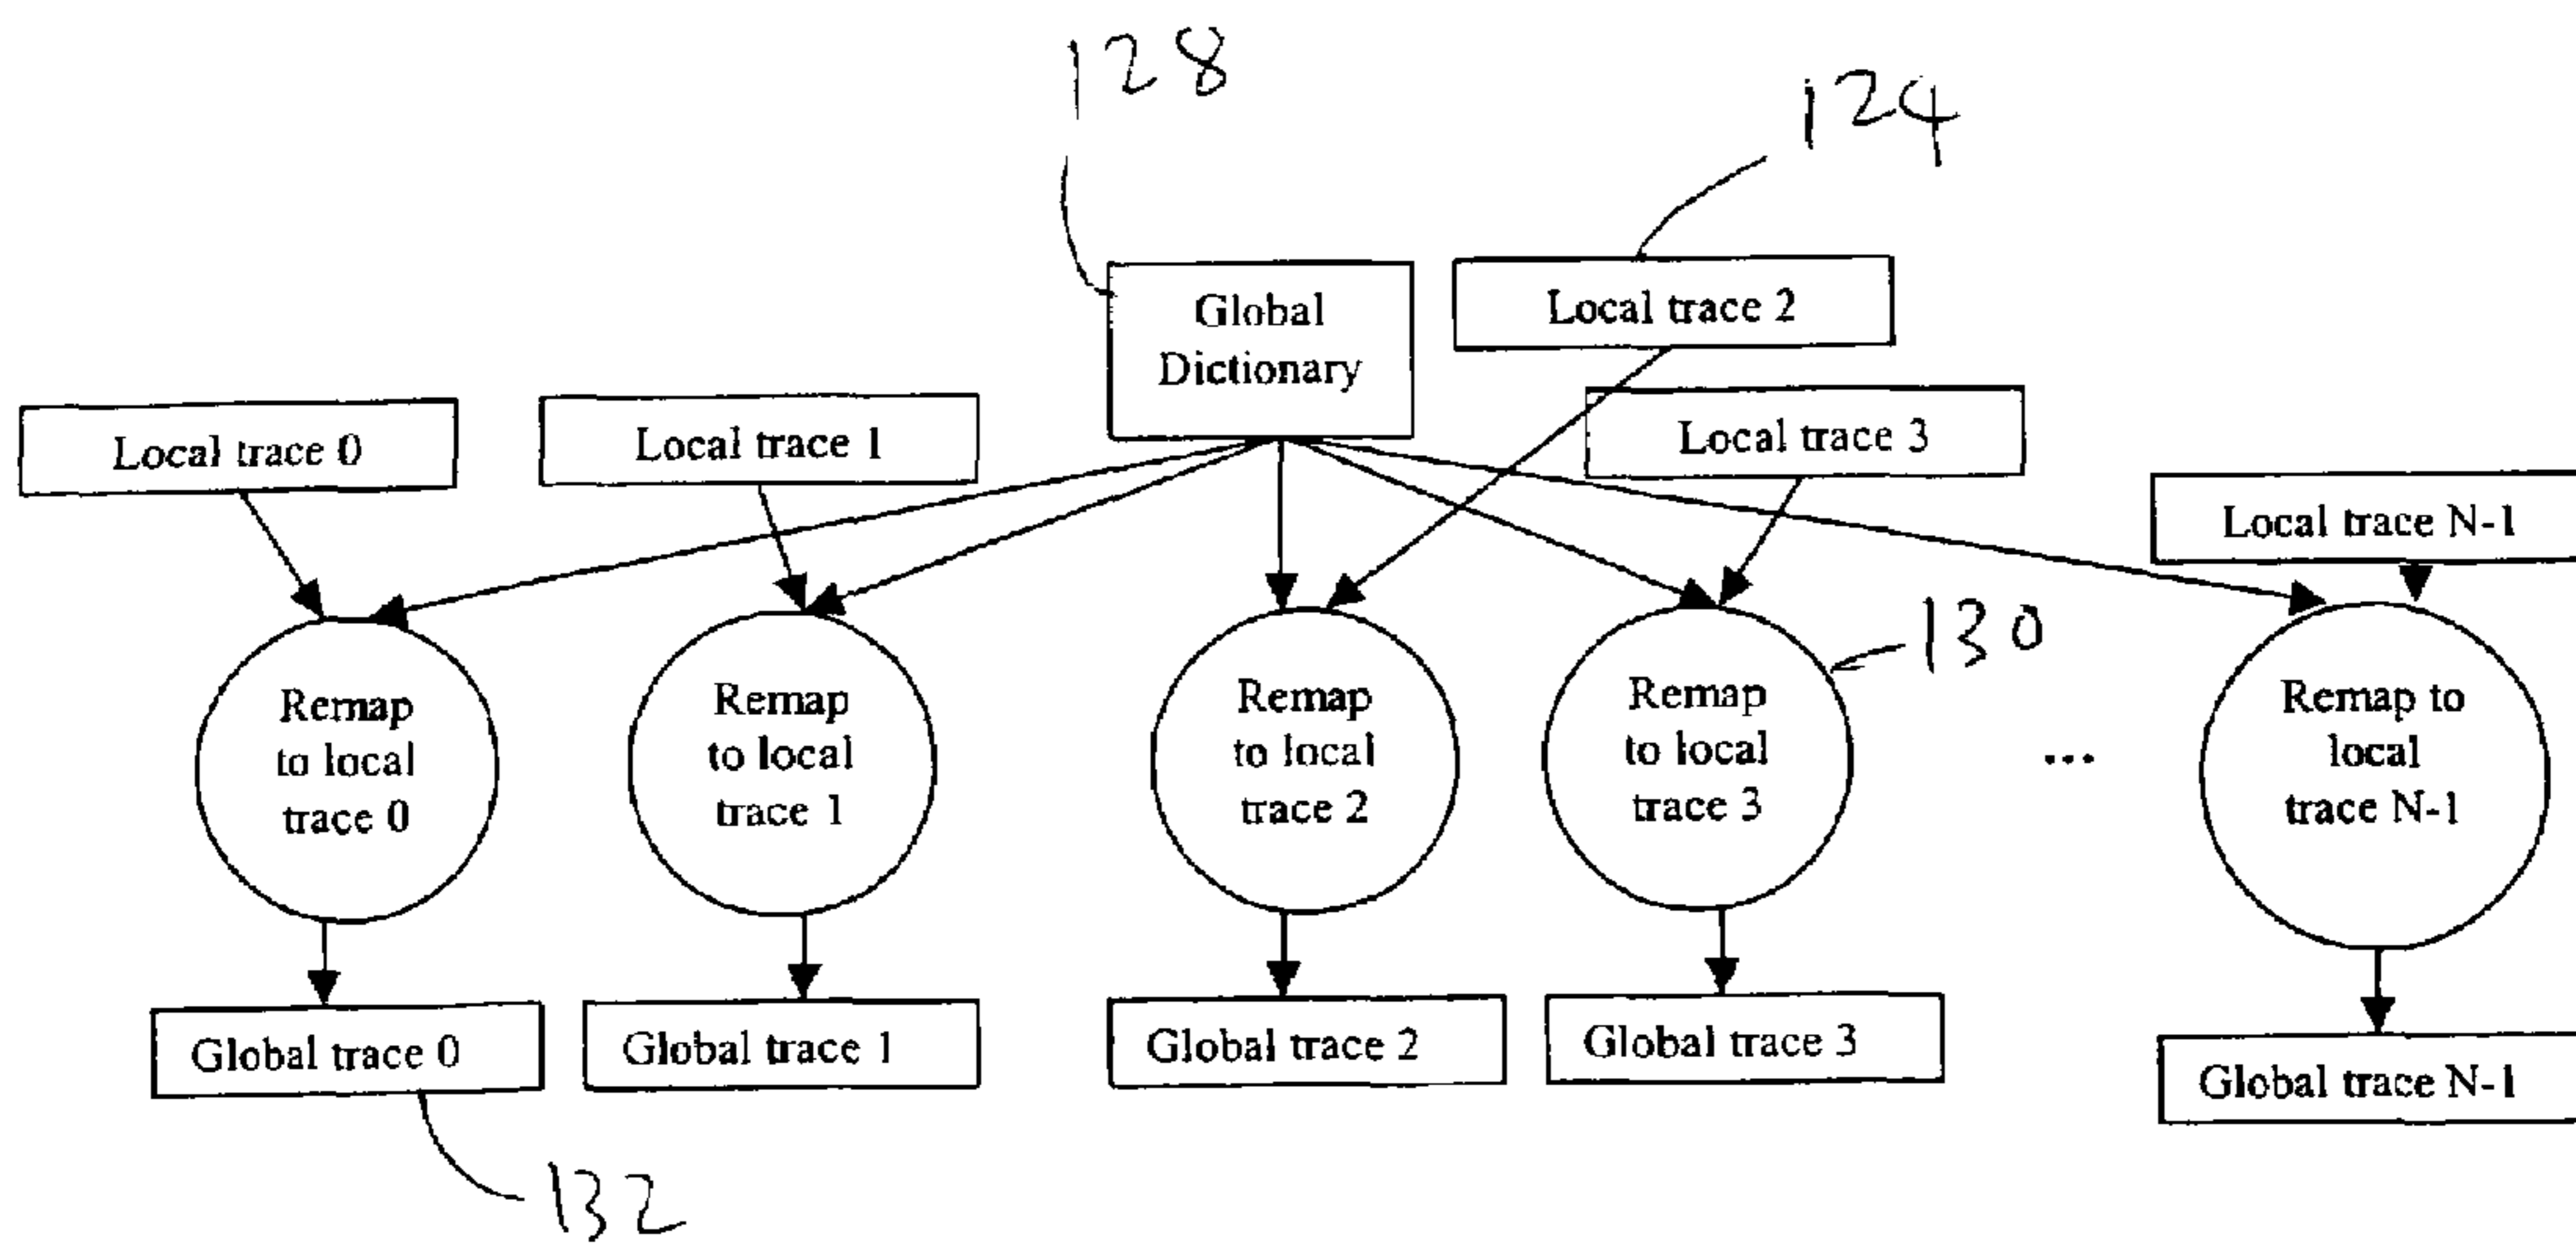 128
124
Global
Dictionary
Local trace 2
Local trace 0
Local trace 1
Local trace 3
Local trace N-1
130
Remap
to local
trace 0
Remap
to local
trace 1
Remap
to local
trace 2
Remap
to local
trace 3
...
Remap to
local
trace N-1
Global trace 0
Global trace 1
Global trace 2
Global trace 3
Global trace N-1
132